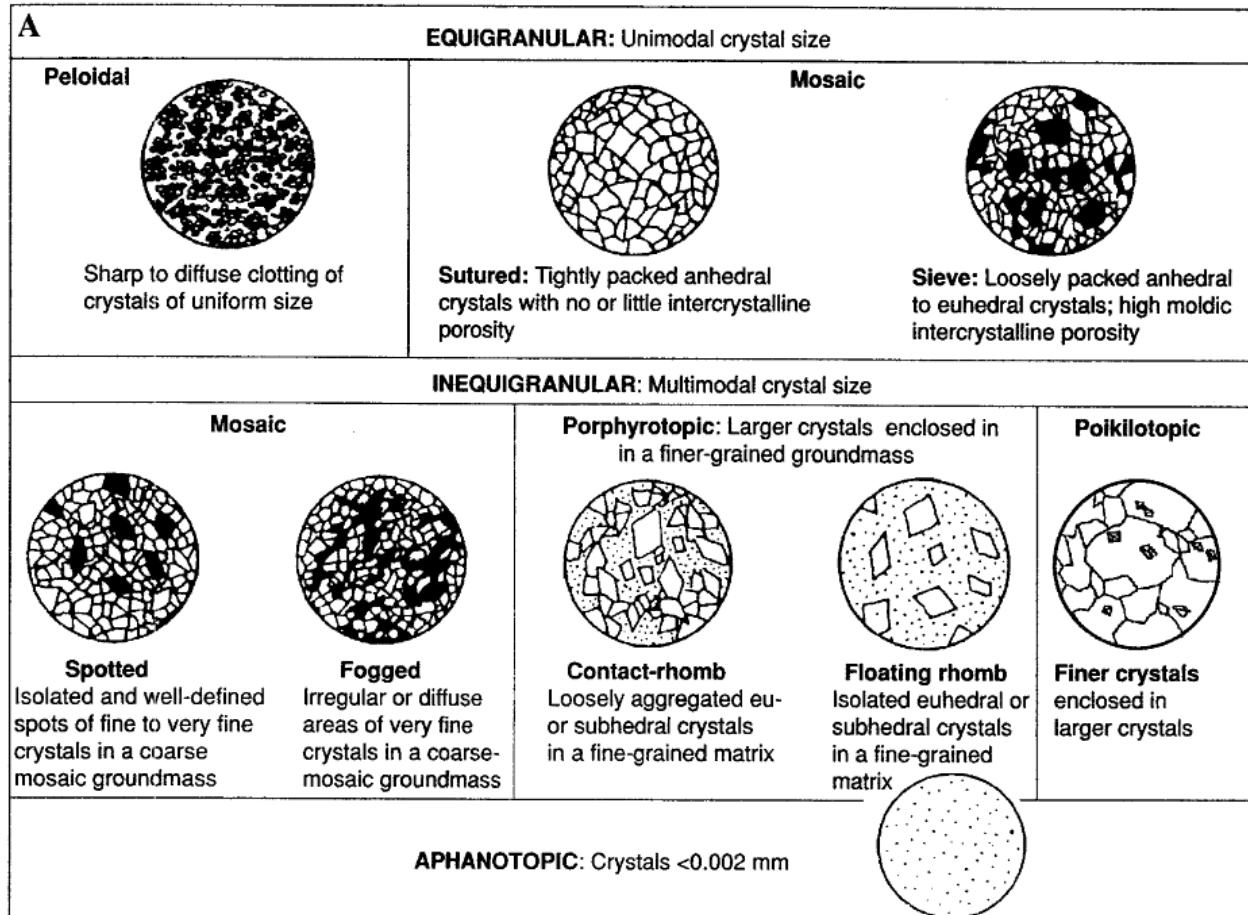 A
EQUIGRANULAR: Unimodal crystal size
Peloidal
Sharp to diffuse clotting of
crystals of uniform size
Mosaic
Sutured: Tightly packed anhedral
crystals with no or little intercrystalline
porosity
Sieve: Loosely packed anhedral
to euhedral crystals; high moldic
intercrystalline porosity
INEQUIGRANULAR: Multimodal crystal size
Mosaic
Spotted
Isolated and well-defined
spots of fine to very fine
crystals in a coarse
mosaic groundmass
Fogged
Irregular or diffuse
areas of very fine
crystals in a coarse-
mosaic groundmass
Porphyrotopic: Larger crystals enclosed in
in a finer-grained groundmass
Contact-rhomb
Loosely aggregated eu-
or subhedral crystals
in a fine-grained matrix
Floating rhomb
Isolated euhedral or
subhedral crystals
in a fine-grained
matrix
Poikilotopic
Finer crystals
enclosed in
larger crystals
APHANOTOPIC: Crystals <0.002 mm